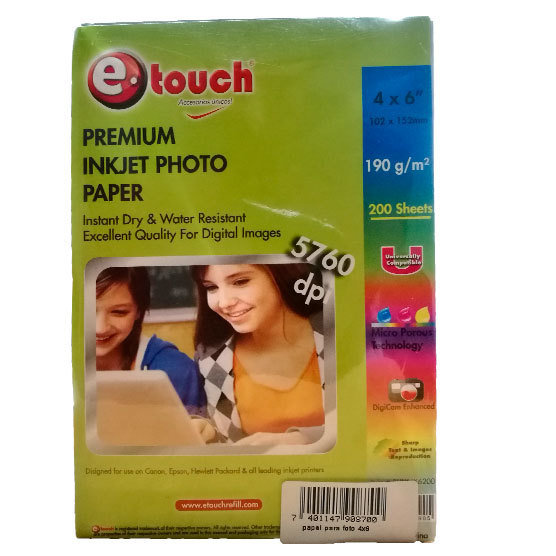 e touch®
Accesorios únicos!
PREMIUM
INKJET PHOTO
PAPER
Instant Dry & Water Resistant
Excellent Quality For Digital Images
5760
dpi
4 x 6"
102 x 152mm
190 g/m²
200 Sheets
U
Universally
Compatible
Micro Porous
Technology
DigiCam Enhanced
Sharp
Text & Images
Reproduction
Designed for use on Canon, Epson, Hewlett Packard & all leading inkjet printers
www.etouchrefill.com
7 401147 908700
papel para foto 4x6